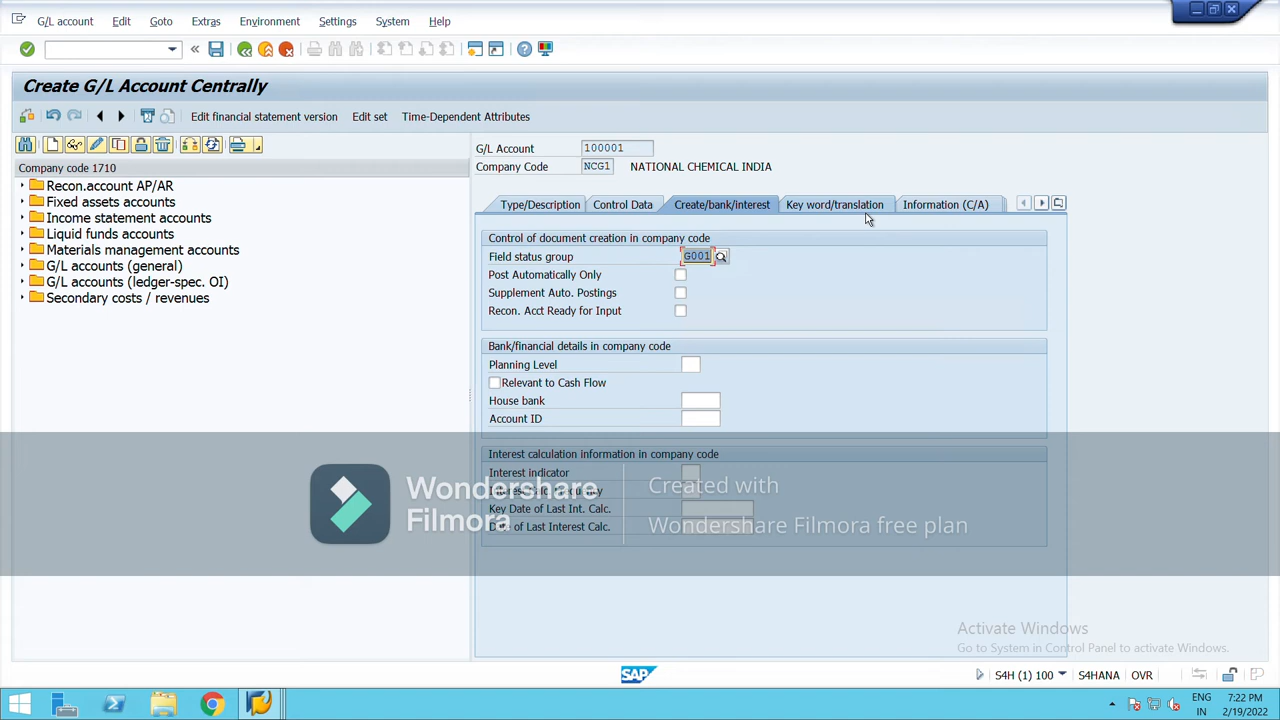 G/L account Edit Goto Extras Environment Settings System Help
Create G/L Account Centrally
Edit financial statement version Edit set Time-Dependent Attributes
Company code 1710
Recon.account AP/AR
Fixed assets accounts
Income statement accounts
Liquid funds accounts
Materials management accounts
G/L accounts (general)
G/L accounts (ledger-spec. OI)
Secondary costs / revenues
G/L Account 100001
Company Code NCG1 NATIONAL CHEMICAL INDIA
Type/Description Control Data Create/bank/interest Key word/translation Information (C/A)
Control of document creation in company code
Field status group G001
Post Automatically Only
Supplement Auto. Postings
Recon. Acct Ready for Input
Bank/financial details in company code
Planning Level
Relevant to Cash Flow
House bank
Account ID
Interest calculation information in company code
Interest indicator
Key Date of Last Int. Calc.
Date of Last Interest Calc.
Wondershare
Filmora
Created with
Wondershare Filmora free plan
Activate Windows
Go to System in Control Panel to activate Windows.
SAP
S4H (1) 100 S4HANA OVR
ENG
IN
7:22 PM
2/19/2022